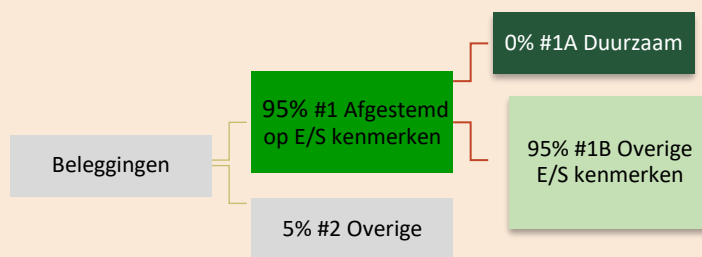 Beleggingen
95% #1 Afgestemd
op E/S kenmerken
5% #2 Overige
0% #1A Duurzaam
95% #1B Overige
E/S kenmerken